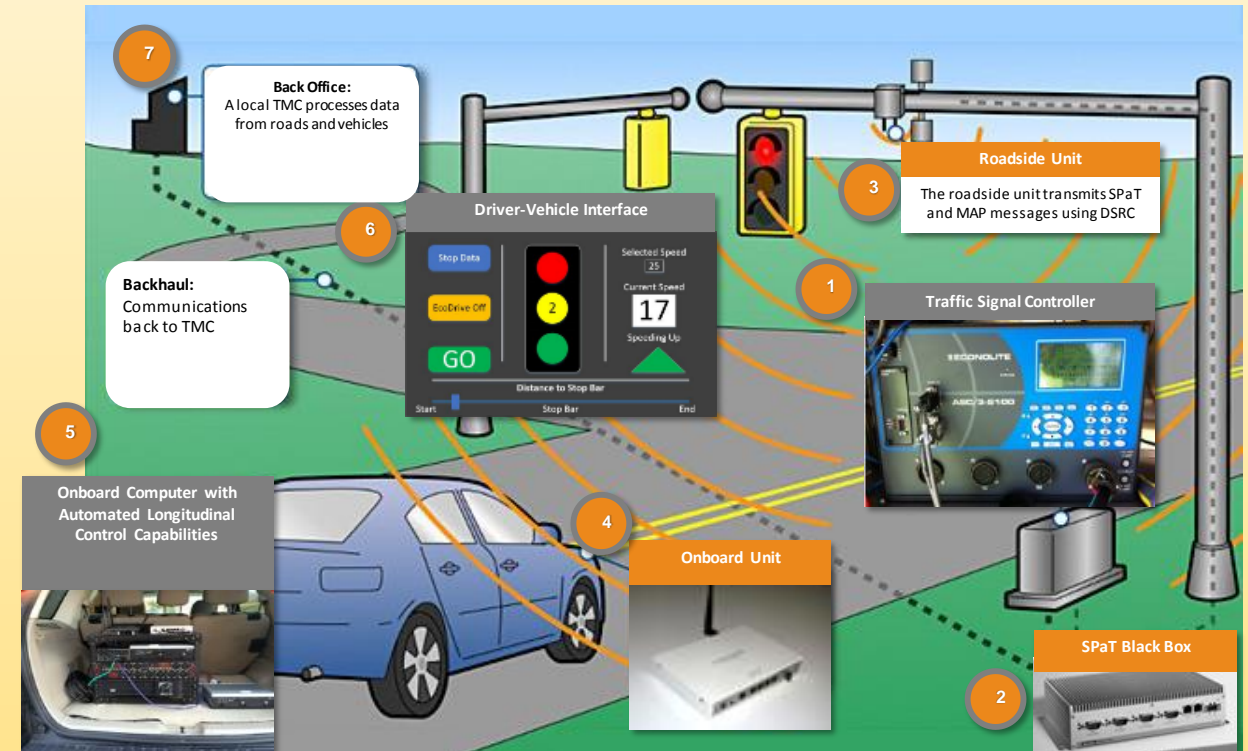 7
Back Office:
A local TMC processes data
from roads and vehicles
3
Roadside Unit
The roadside unit transmits SPaT
and MAP messages using DSRC
6
Driver-Vehicle Interface
Stop Data
EcoDrive Off
GO
2
Selected Speed
25
Current Speed
17
Speeding Up
Distance to Stop Bar
Start
Stop Bar
End
Backhaul:
Communications
back to TMC
1
Traffic Signal Controller
ECONOLITE
ASC/3-2100
5
Onboard Computer with
Automated Longitudinal
Control Capabilities
4
Onboard Unit
2
SPaT Black Box